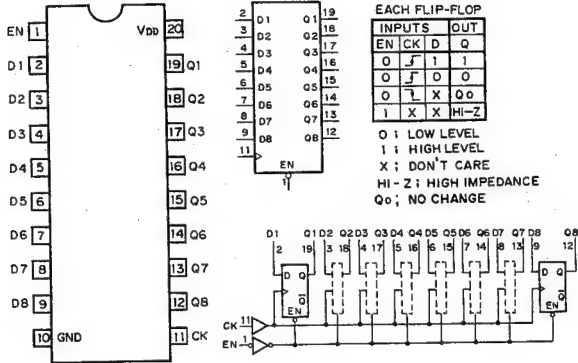 EN 1
VDD 20
D1 2
19 Q1
D2 3
18 Q2
D3 4
17 Q3
D4 5
16 Q4
D5 6
15 Q5
D6 7
14 Q6
D7 8
13 Q7
D8 9
12 Q8
10 GND
11 CK
2 D1 Q1 19
3 D2 Q2 18
4 D3 Q3 17
5 D4 Q4 16
6 D5 Q5 15
7 D6 Q6 14
8 D7 Q7 13
9 D8 Q8 12
11
EN
1
EACH FLIP-FLOP
INPUTS OUT
EN CK D Q
0 1 1
0 0 0
0 X Qo
1 X X HI-Z
0 ; LOW LEVEL
1 ; HIGH LEVEL
X ; DON'T CARE
HI-Z ; HIGH IMPEDANCE
Qo ; NO CHANGE
D1 Q1 D2 Q2 D3 Q3 D4 Q4 D5 Q5 D6 Q6 D7 Q7 D8 Q8
2 19 3 18 4 17 5 16 6 15 7 14 8 13 9 12
D Q
Q
EN
D Q
Q
EN
CK 11
EN 1